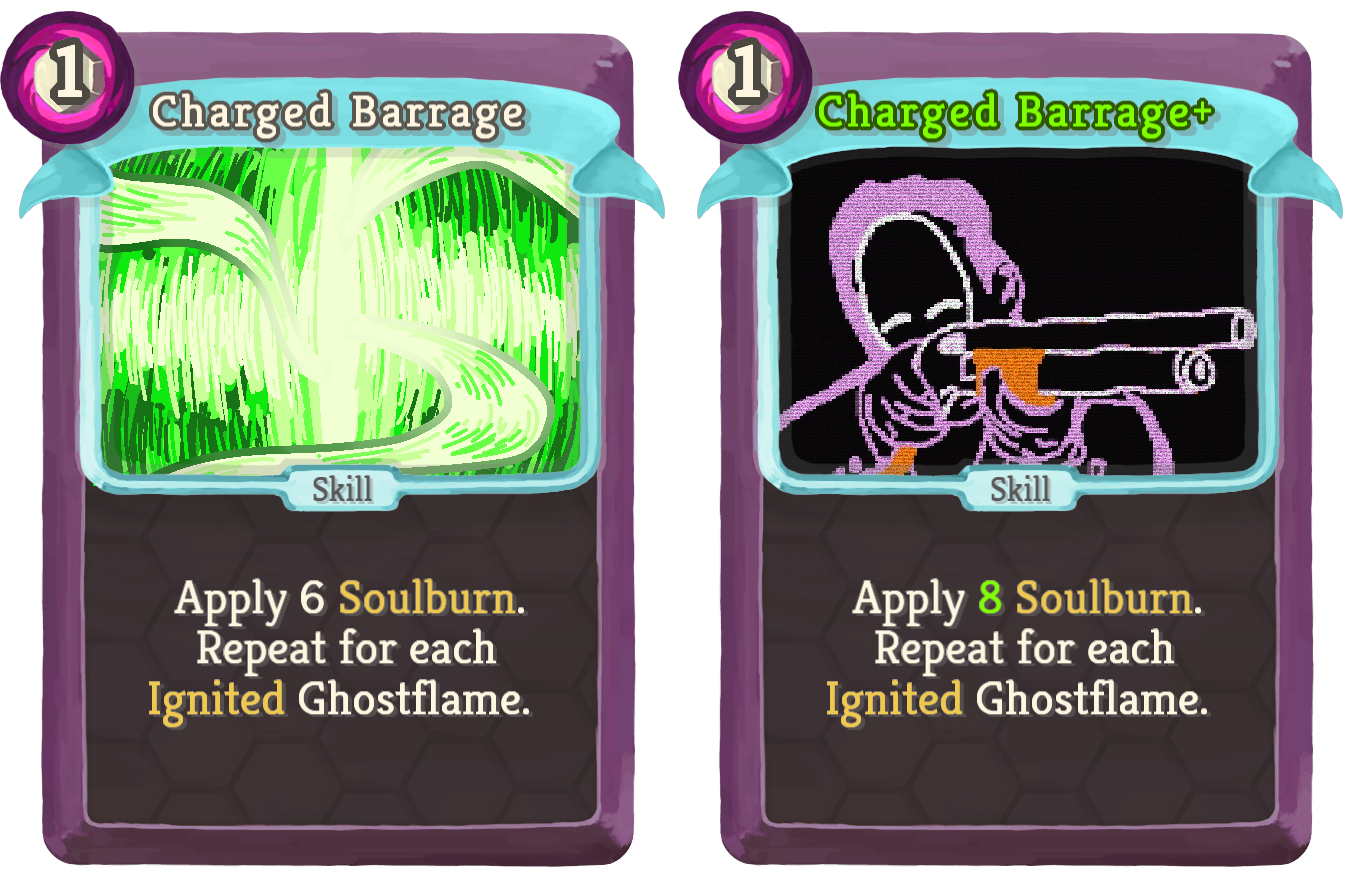 1
Charged Barrage
Skill
Apply 6 Soulburn.
Repeat for each
Ignited Ghostflame.
1
Charged Barrage+
Skill
Apply 8 Soulburn.
Repeat for each
Ignited Ghostflame.